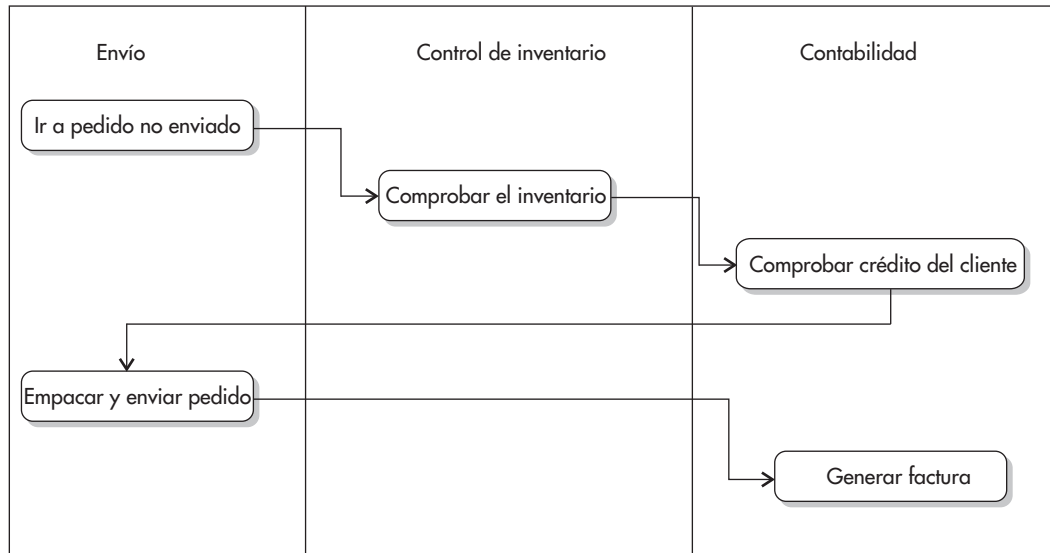 Envío
Control de inventario
Contabilidad
Ir a pedido no enviado
Comprobar el inventario
Comprobar crédito del cliente
Empacar y enviar pedido
Generar factura